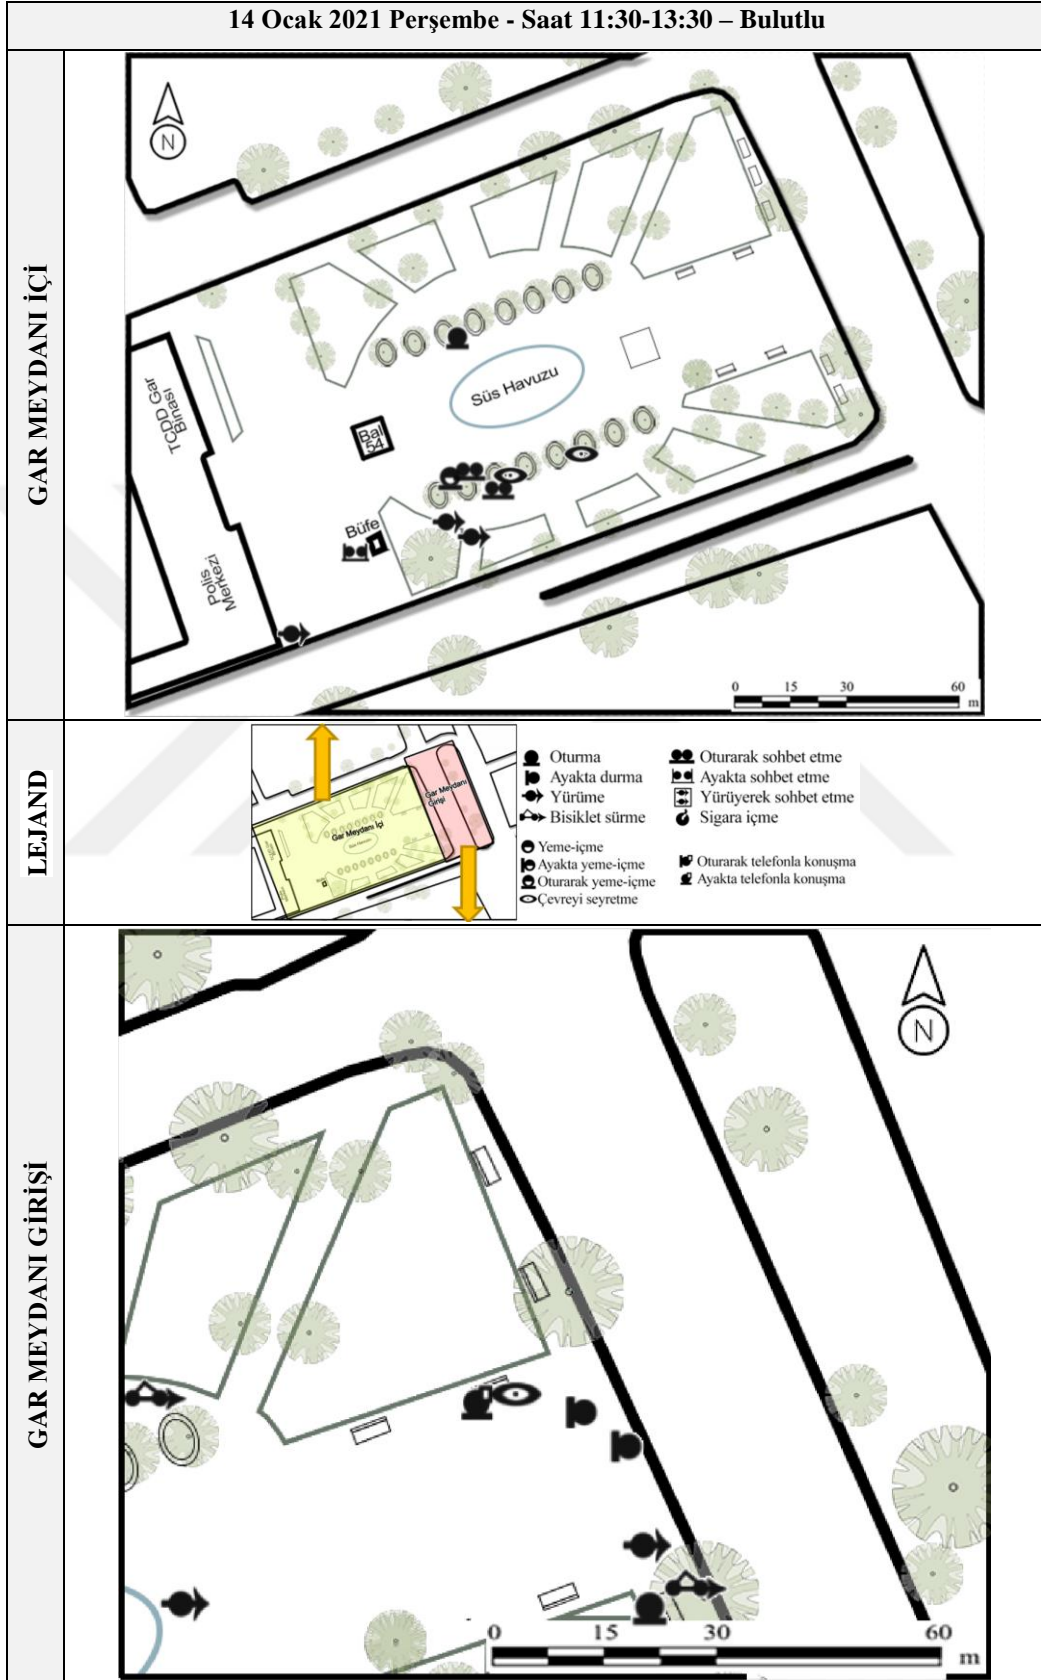 14 Ocak 2021 Perşembe - Saat 11:30-13:30 – Bulutlu
GAR MEYDANI İÇİ
N
TCDD Gar
Binası
Süs Havuzu
Bal
54
Büfe
Polis
Merkezi
0 15 30 60
m
LEJAND
Gar Meydanı
Girişi
Gar Meydanı İçi
Oturma
Ayakta durma
Yürüme
Bisiklet sürme
Yeme-içme
Ayakta yeme-içme
Oturarak yeme-içme
Çevreyi seyretme
Oturarak sohbet etme
Ayakta sohbet etme
Yürüyerek sohbet etme
Sigara içme
Oturarak telefonla konuşma
Ayakta telefonla konuşma
GAR MEYDANI GİRİŞİ
N
0 15 30 60
m